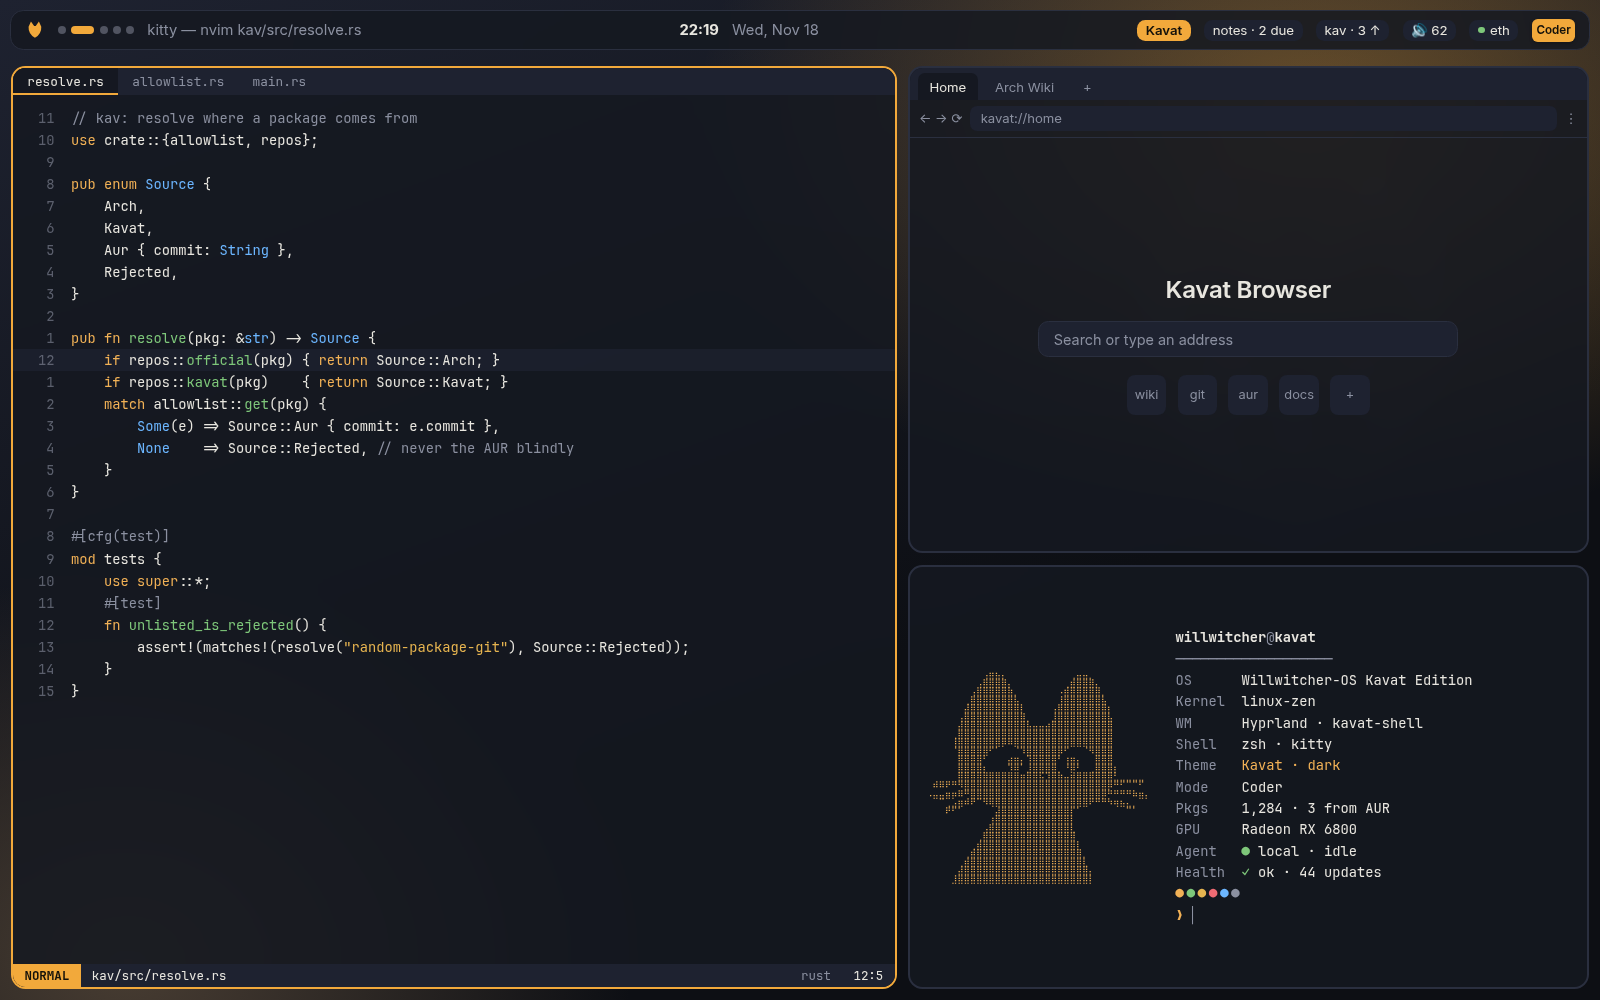 kitty — nvim kav/src/resolve.rs
22:19 Wed, Nov 18
Kavat
notes · 2 due
kav · 3 ↑
🔉 62
eth
Coder
resolve.rs allowlist.rs main.rs
11 // kav: resolve where a package comes from
10 use crate::{allowlist, repos};
9
8 pub enum Source {
7     Arch,
6     Kavat,
5     Aur { commit: String },
4     Rejected,
3 }
2
1 pub fn resolve(pkg: &str) -> Source {
12     if repos::official(pkg) { return Source::Arch; }
1     if repos::kavat(pkg)    { return Source::Kavat; }
2     match allowlist::get(pkg) {
3         Some(e) => Source::Aur { commit: e.commit },
4         None    => Source::Rejected, // never the AUR blindly
5     }
6 }
7
8 #[cfg(test)]
9 mod tests {
10     use super::*;
11     #[test]
12     fn unlisted_is_rejected() {
13         assert!(matches!(resolve("random-package-git"), Source::Rejected));
14     }
15 }
NORMAL kav/src/resolve.rs rust 12:5
Home Arch Wiki +
← → ⟳ kavat://home ⋮
Kavat Browser
Search or type an address
wiki git aur docs +
willwitcher@kavat
OS Willwitcher-OS Kavat Edition
Kernel linux-zen
WM Hyprland · kavat-shell
Shell zsh · kitty
Theme Kavat · dark
Mode Coder
Pkgs 1,284 · 3 from AUR
GPU Radeon RX 6800
Agent ● local · idle
Health ✓ ok · 44 updates
❯